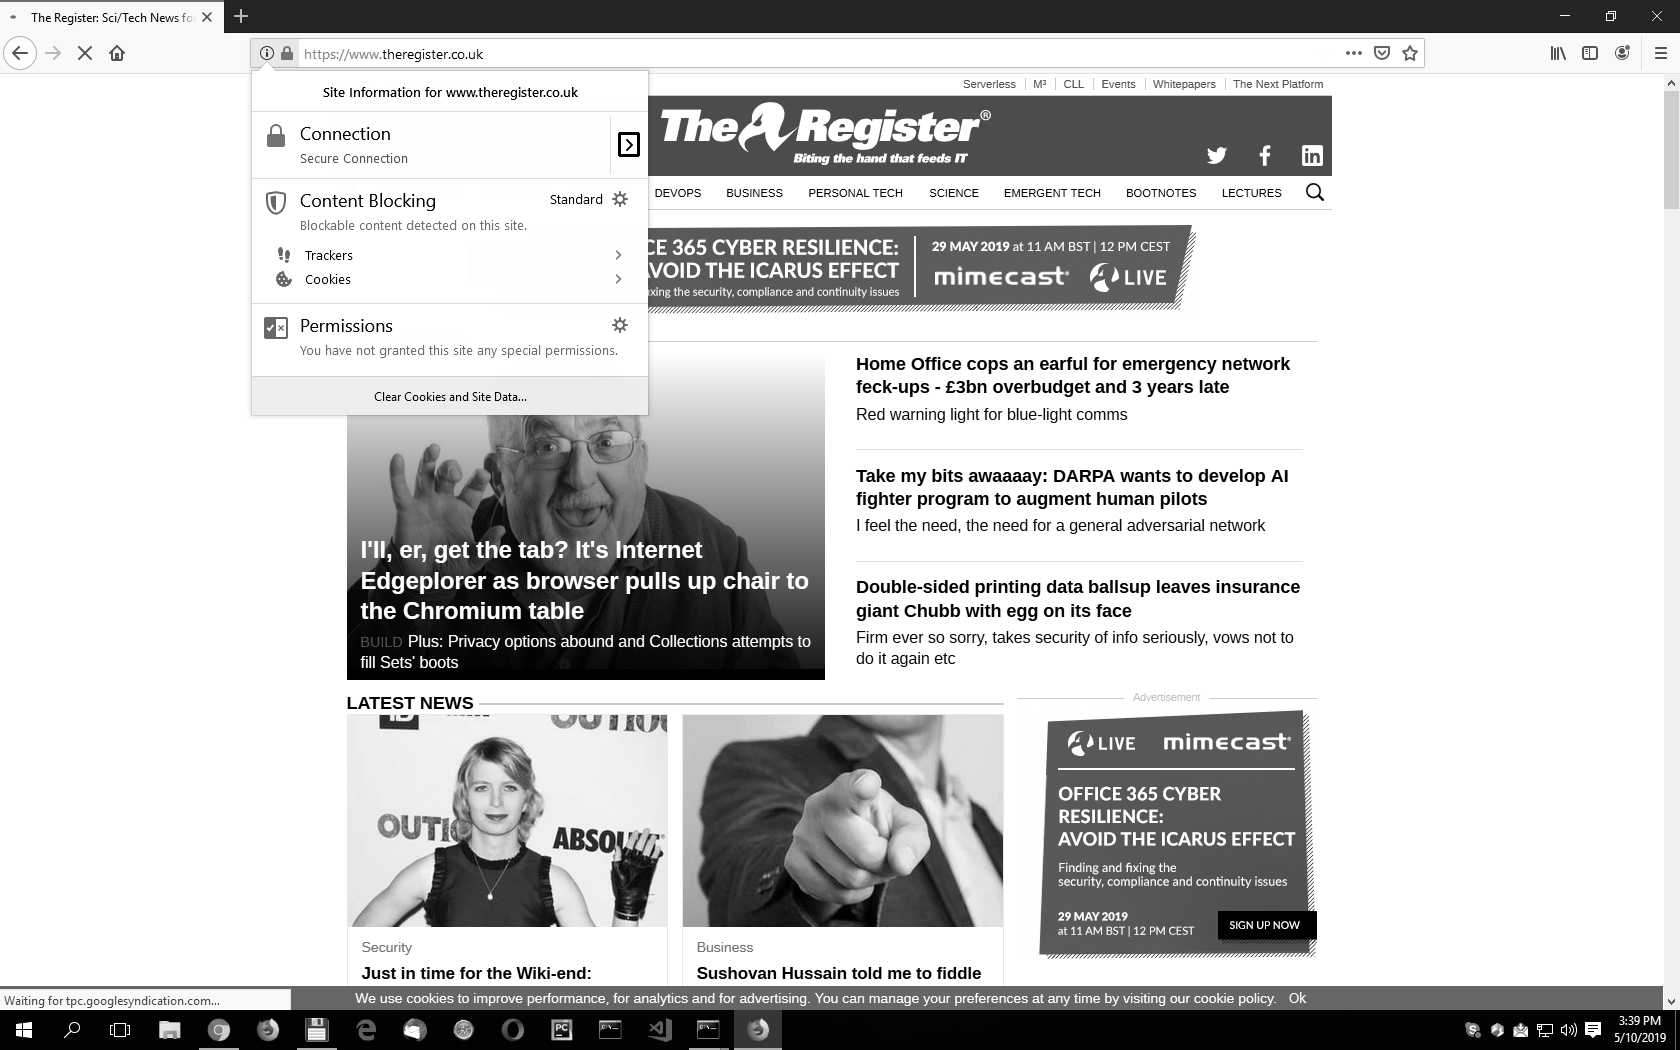 The Register: Sci/Tech News fo
https://www.theregister.co.uk
Site Information for www.theregister.co.uk
Connection
Secure Connection
Content Blocking
Standard
Blockable content detected on this site.
Trackers
Cookies
Permissions
You have not granted this site any special permissions.
Clear Cookies and Site Data...
Serverless M³ CLL Events Whitepapers The Next Platform
The Register®
Biting the hand that feeds IT
DEVOPS BUSINESS PERSONAL TECH SCIENCE EMERGENT TECH BOOTNOTES LECTURES
CE 365 CYBER RESILIENCE:
AVOID THE ICARUS EFFECT
xing the security, compliance and continuity issues
29 MAY 2019 at 11 AM BST | 12 PM CEST
mimecast® LIVE
I'll, er, get the tab? It's Internet
Edgeplorer as browser pulls up chair to
the Chromium table
BUILD Plus: Privacy options abound and Collections attempts to
fill Sets' boots
Home Office cops an earful for emergency network
feck-ups - £3bn overbudget and 3 years late
Red warning light for blue-light comms
Take my bits awaaaay: DARPA wants to develop AI
fighter program to augment human pilots
I feel the need, the need for a general adversarial network
Double-sided printing data ballsup leaves insurance
giant Chubb with egg on its face
Firm ever so sorry, takes security of info seriously, vows not to
do it again etc
LATEST NEWS
OUTIO
ABSOLUT
Security
Just in time for the Wiki-end:
Business
Sushovan Hussain told me to fiddle
Advertisement
LIVE mimecast®
OFFICE 365 CYBER
RESILIENCE:
AVOID THE ICARUS EFFECT
Finding and fixing the
security, compliance and continuity issues
29 MAY 2019
at 11 AM BST | 12 PM CEST
SIGN UP NOW
We use cookies to improve performance, for analytics and for advertising. You can manage your preferences at any time by visiting our cookie policy. Ok
Waiting for tpc.googlesyndication.com...
PC
3:39 PM
5/10/2019